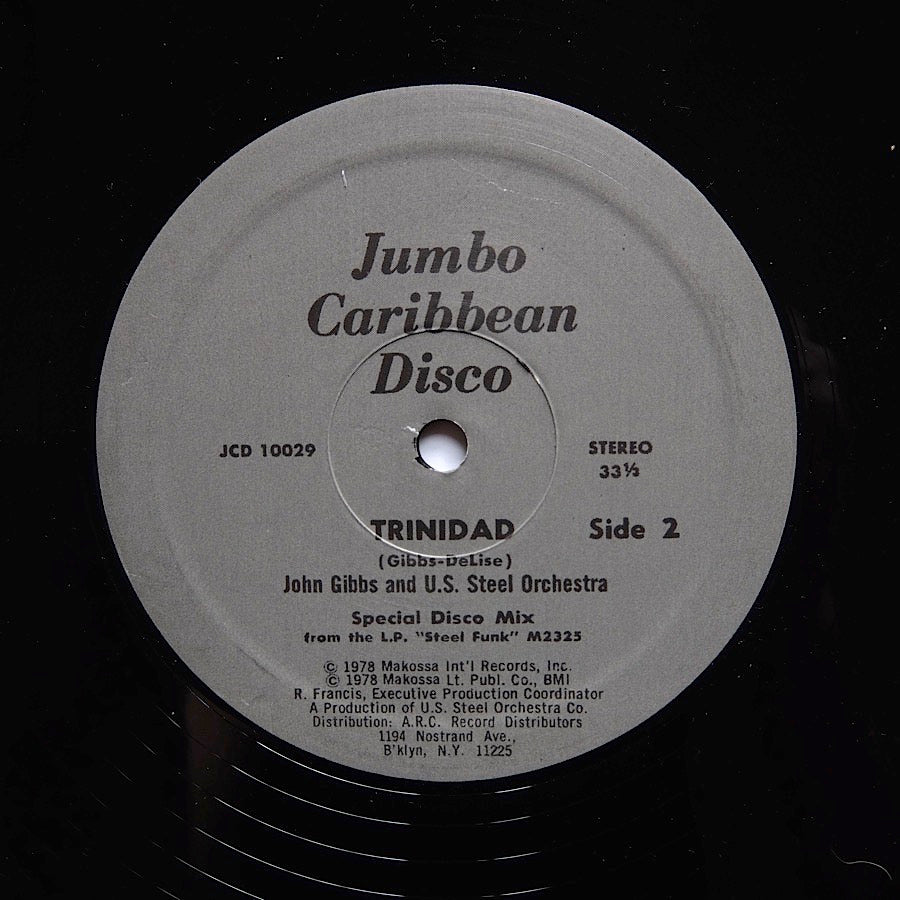 Jumbo
Caribbean
Disco
JCD 10029
STEREO
33⅓
TRINIDAD
Side 2
(Gibbs-DeLise)
John Gibbs and U.S. Steel Orchestra
Special Disco Mix
from the L.P. "Steel Funk" M2325
© 1978 Makossa Int'l Records, Inc.
© 1978 Makossa Lt. Publ. Co., BMI
R. Francis, Executive Production Coordinator
A Production of U.S. Steel Orchestra Co.
Distribution: A.R.C. Record Distributors
1194 Nostrand Ave.,
B'klyn, N.Y. 11225